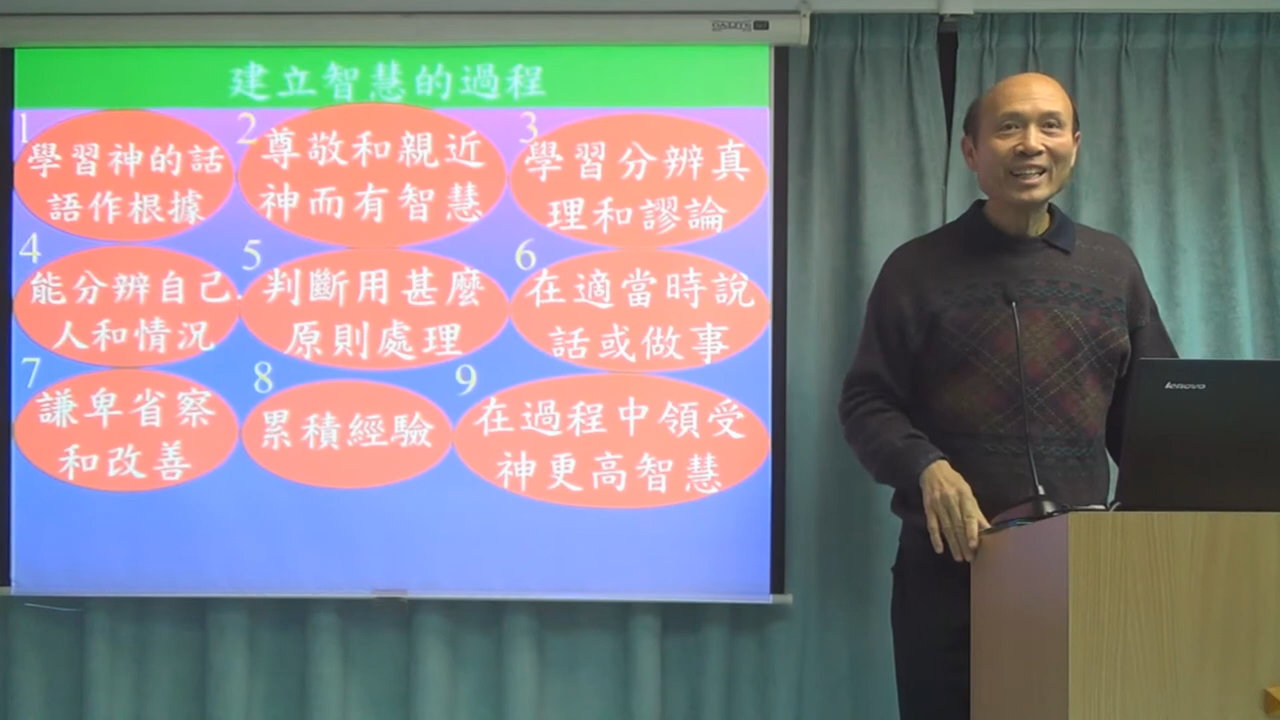 建立智慧的過程
1
學習神的話
語作根據
2
尊敬和親近
神而有智慧
3
學習分辨真
理和謬論
4
能分辨自己.
人和情況
5
判斷用甚麼
原則處理
6
在適當時說
話或做事
7
謙卑省察
和改善
8
累積經驗
9
在過程中領受
神更高智慧
lenovo